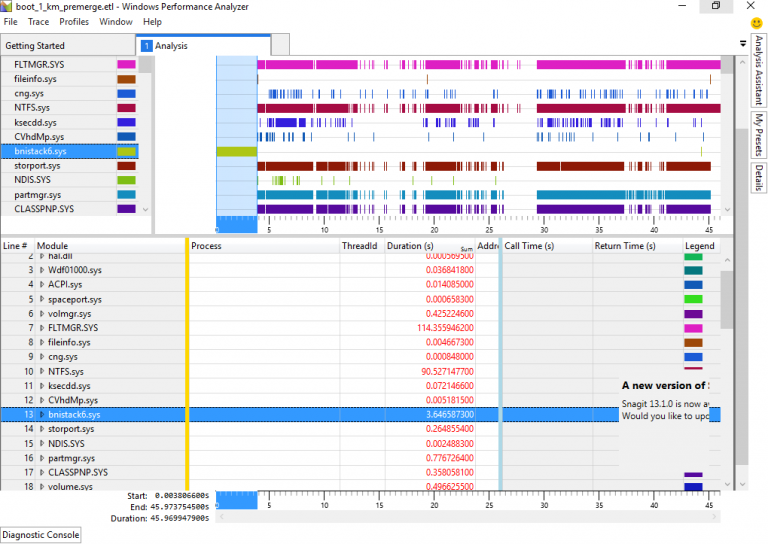 boot_1_km_premerge.etl - Windows Performance Analyzer
File Trace Profiles Window Help
Getting Started
1 Analysis
Analysis Assistant
My Presets
Details
FLTMGR.SYS
fileinfo.sys
cng.sys
NTFS.sys
ksecdd.sys
CVhdMp.sys
bnistack6.sys
storport.sys
NDIS.SYS
partmgr.sys
CLASSPNP.SYS
0 5 10 15 20 25 30 35 40 45
Line # Module Process ThreadId Duration (s) Sum Addre Call Time (s) Return Time (s) Legend
2 hal.dll 0.000569500
3 Wdf01000.sys 0.036841800
4 ACPI.sys 0.014085000
5 spaceport.sys 0.000658300
6 volmgr.sys 0.425224600
7 FLTMGR.SYS 114.355946200
8 fileinfo.sys 0.004667300
9 cng.sys 0.000848000
10 NTFS.sys 90.527147700
11 ksecdd.sys 0.072146600
12 CVhdMp.sys 0.005181500
13 bnistack6.sys 3.646587300
14 storport.sys 0.264855400
15 NDIS.SYS 0.002488300
16 partmgr.sys 0.776726400
17 CLASSPNP.SYS 0.358058100
18 volume.sys 0.496625500
A new version of S
Snagit 13.1.0 is now av
Would you like to upd
Start: 0.003806600s
End: 45.973754500s
Duration: 45.969947900s
0 5 10 15 20 25 30 35 40 45
Diagnostic Console